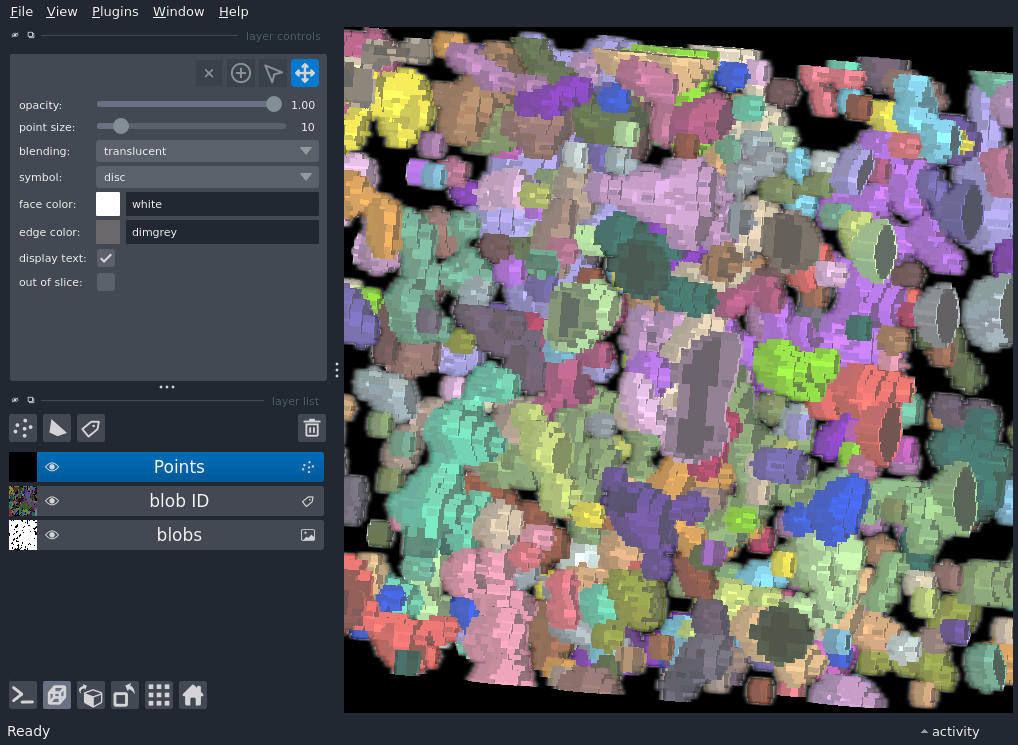 File View Plugins Window Help
layer controls
opacity: 1.00
point size: 10
blending: translucent
symbol: disc
face color: white
edge color: dimgrey
display text:
out of slice:
layer list
Points
blob ID
blobs
Ready
activity